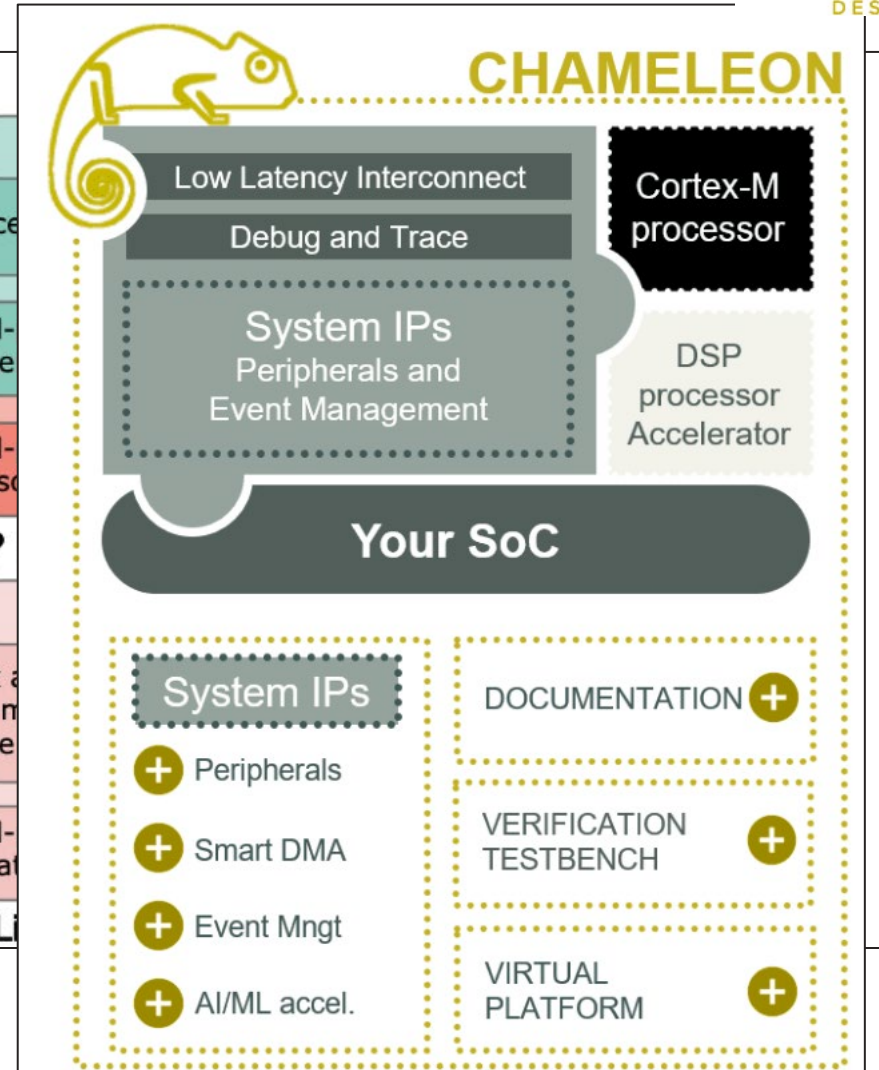 CHAMELEON
Low Latency Interconnect
Debug and Trace
System IPs
Peripherals and
Event Management
Cortex-M
processor
DSP
processor
Accelerator
Your SoC
System IPs
Peripherals
Smart DMA
Event Mngt
AI/ML accel.
DOCUMENTATION
VERIFICATION
TESTBENCH
VIRTUAL
PLATFORM